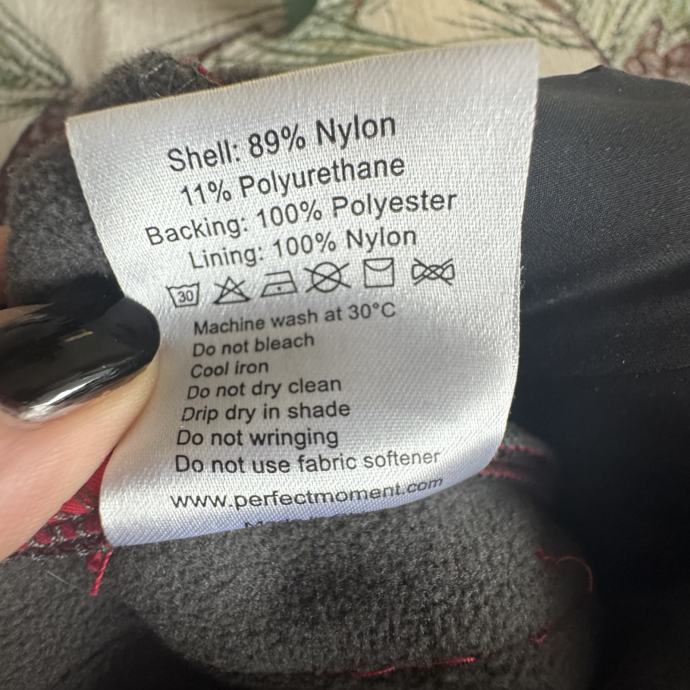 Shell: 89% Nylon
11% Polyurethane
Backing: 100% Polyester
Lining: 100% Nylon
30
Machine wash at 30°C
Do not bleach
Cool iron
Do not dry clean
Drip dry in shade
Do not wringing
Do not use fabric softener
www.perfectmoment.com